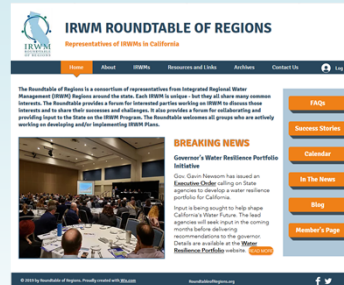 IRWM ROUNDTABLE OF REGIONS
Representatives of IRWMs in California
IRWM
ROUNDTABLE
OF REGIONS
Home About IRWMs Resources and Links Archives Contact Us Log
The Roundtable of Regions is a consortium of representatives from Integrated Regional Water
Management (IRWM) Regions around the state. Each IRWM is unique - but they all share many common
interests. The Roundtable provides a forum for interested parties working on IRWM to discuss those
interests and to share their successes and challenges. It also provides a forum for collaborating and
providing input to the State on the IRWM Program. The Roundtable welcomes all groups who are actively
working on developing and/or implementing IRWM Plans.
FAQs
Success Stories
Calendar
In The News
Blog
Member's Page
BREAKING NEWS
Governor's Water Resilience Portfolio
Initiative
Gov. Gavin Newsom has issued an
Executive Order calling on State
agencies to develop a water resilience
portfolio for California.
Input is being sought to help shape
California's Water Future. The lead
agencies will seek input in the coming
months before delivering
recommendations to the governor.
Details are available at the Water
Resilience Portfolio website. READ MORE
by Roundtable of Regions. Proudly created with Wix.com
RoundtableofRegions.org